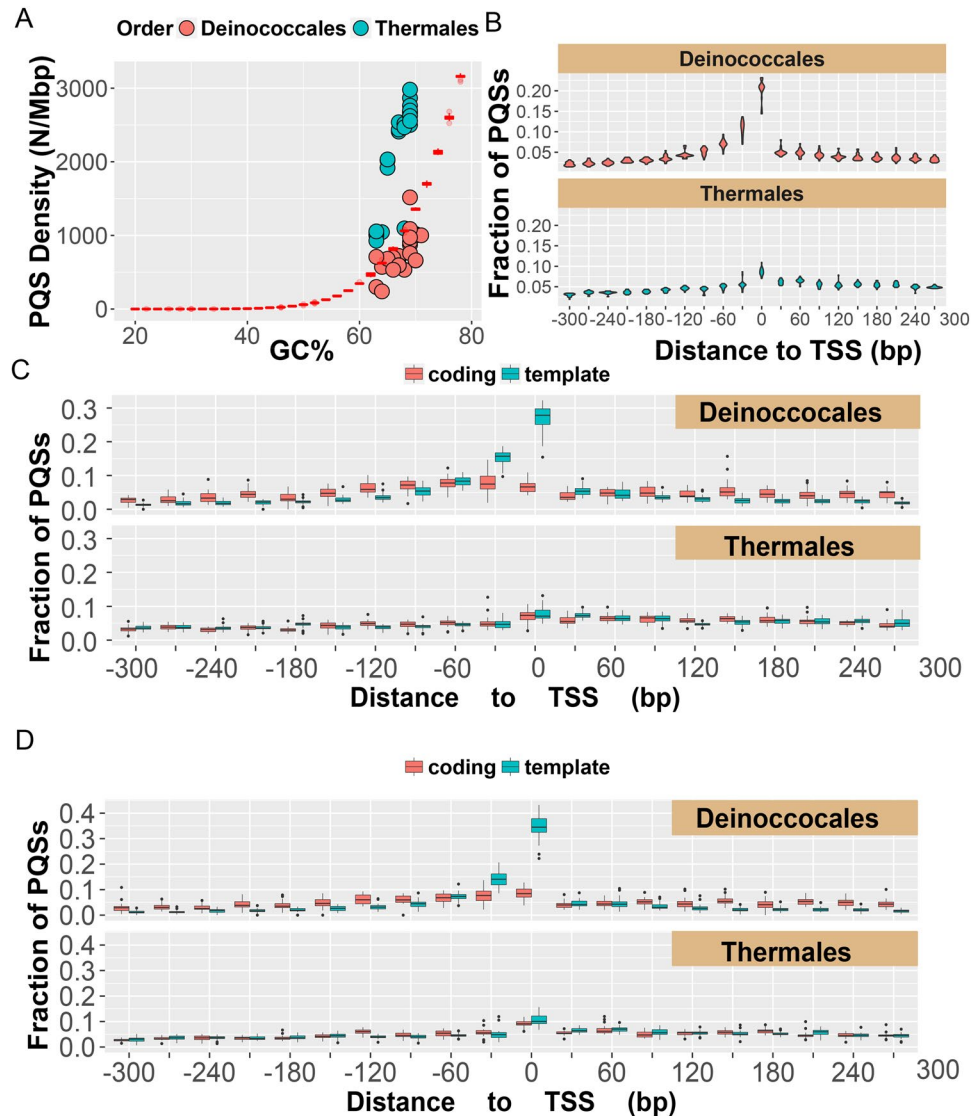 A
Order Deinococcales Thermales
PQS Density (N/Mbp)
3000
2000
1000
0
20 40 60 80
GC%
B
Deinococcales
0.20
0.15
0.10
0.05
Thermales
0.20
0.15
0.10
0.05
Fraction of PQSs
-300 -240 -180 -120 -60 0 60 120 180 240 300
Distance to TSS (bp)
C
coding template
Deinoccocales
0.3
0.2
0.1
0.0
Thermales
0.3
0.2
0.1
0.0
Fraction of PQSs
-300 -240 -180 -120 -60 0 60 120 180 240 300
Distance to TSS (bp)
D
coding template
Deinoccocales
0.4
0.3
0.2
0.1
0.0
Thermales
0.4
0.3
0.2
0.1
0.0
Fraction of PQSs
-300 -240 -180 -120 -60 0 60 120 180 240 300
Distance to TSS (bp)